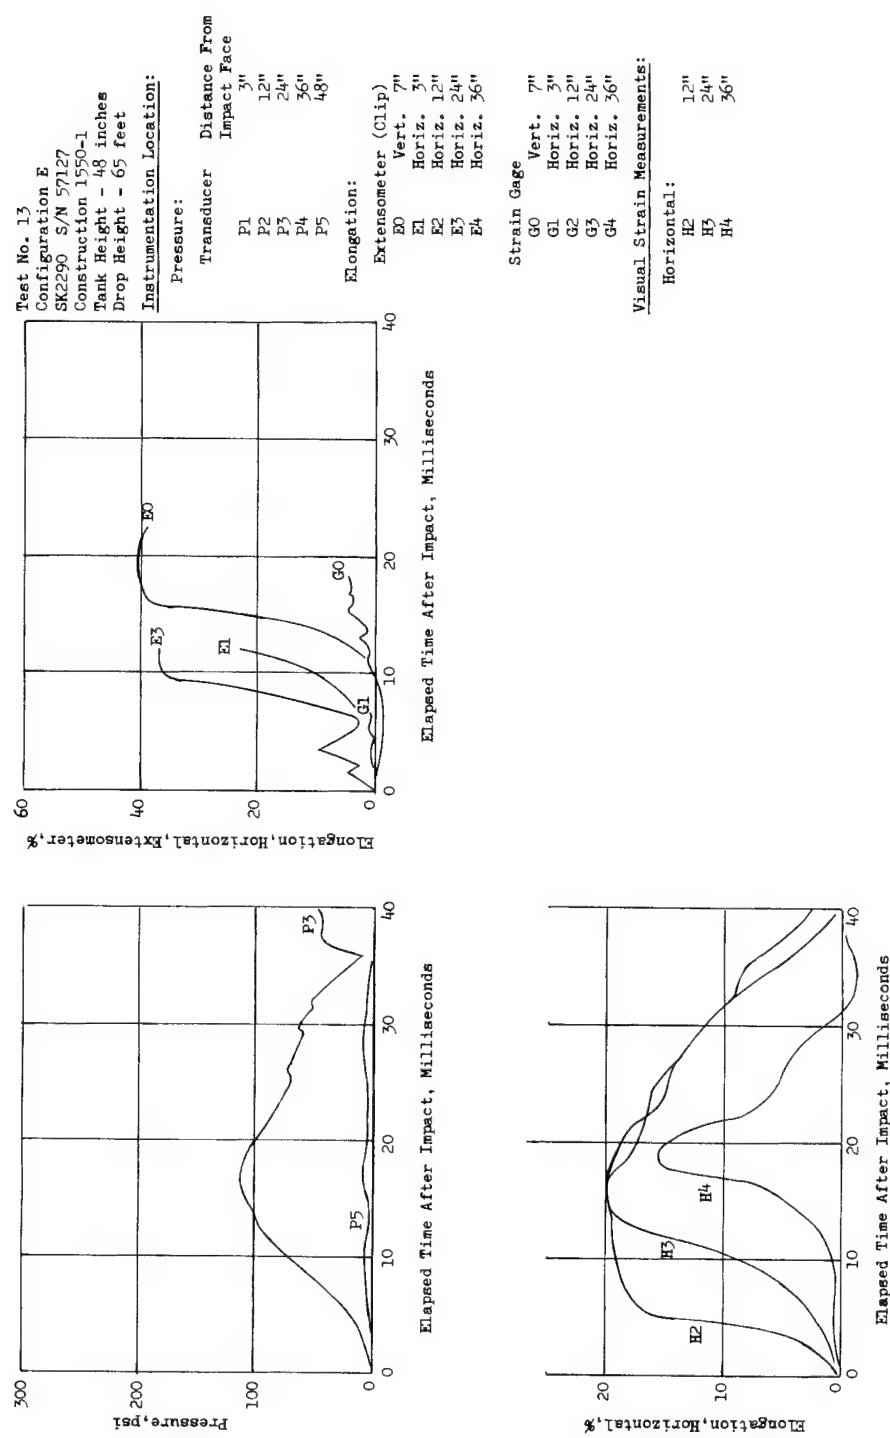 Test No. 13
Configuration E
SK2290 S/N 57127
Construction 1550-1
Tank Height - 48 inches
Drop Height - 65 feet
Instrumentation Location:
Pressure:
Transducer Distance From
Impact Face
P1 3"
P2 12"
P3 24"
P4 36"
P5 48"
Elongation:
Extensometer (Clip)
E0 Vert. 7"
E1 Horiz. 3"
E2 Horiz. 12"
E3 Horiz. 24"
E4 Horiz. 36"
Strain Gage
G0 Vert. 7"
G1 Horiz. 3"
G2 Horiz. 12"
G3 Horiz. 24"
G4 Horiz. 36"
Visual Strain Measurements:
Horizontal:
H2 12"
H3 24"
H4 36"
300
200
100
0
Pressure, psi
P5
P3
0 10 20 30 40
Elapsed Time After Impact, Milliseconds
60
40
20
0
Elongation, Horizontal, Extensometer, %
E3
E0
E1
G0
G1
0 10 20 30 40
Elapsed Time After Impact, Milliseconds
20
10
0
Elongation, Horizontal, %
H2
H3
H4
0 10 20 30 40
Elapsed Time After Impact, Milliseconds